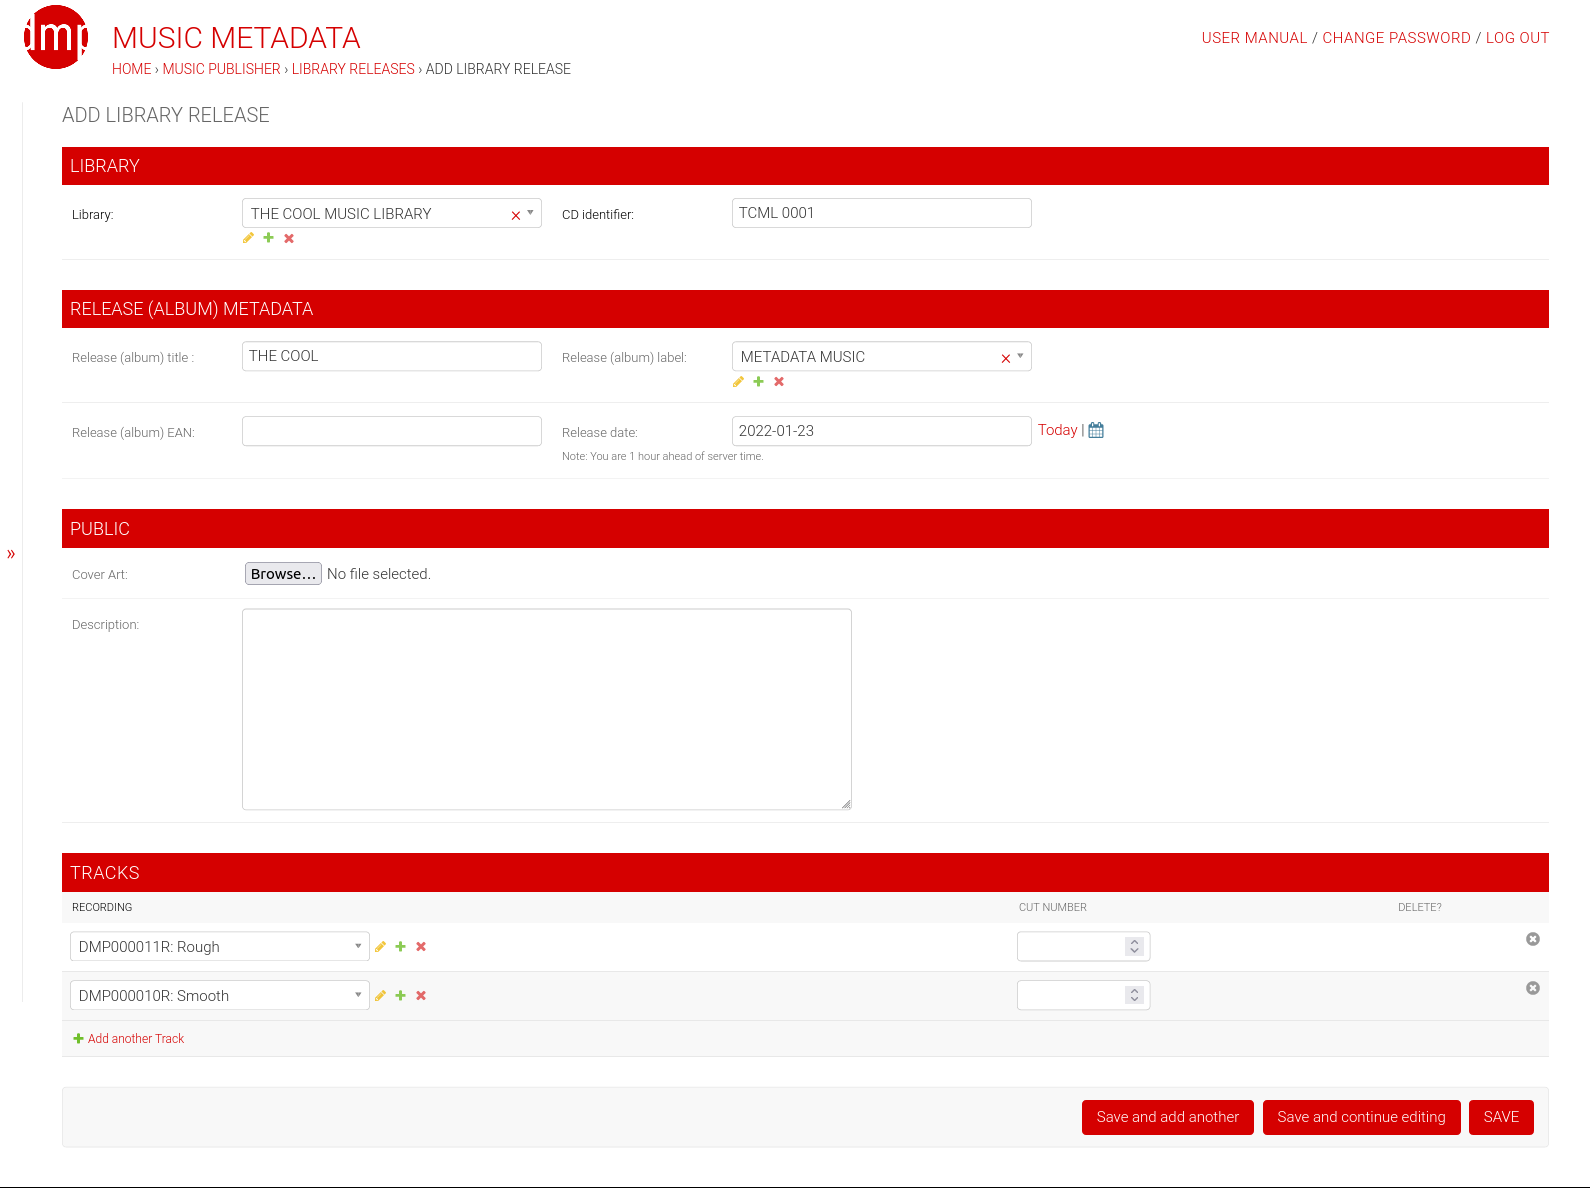 dmp
MUSIC METADATA
USER MANUAL / CHANGE PASSWORD / LOG OUT
HOME › MUSIC PUBLISHER › LIBRARY RELEASES › ADD LIBRARY RELEASE
ADD LIBRARY RELEASE
LIBRARY
Library: THE COOL MUSIC LIBRARY CD identifier: TCML 0001
RELEASE (ALBUM) METADATA
Release (album) title : THE COOL Release (album) label: METADATA MUSIC
Release (album) EAN: Release date: 2022-01-23 Today |
Note: You are 1 hour ahead of server time.
PUBLIC
»
Cover Art: Browse... No file selected.
Description:
TRACKS
RECORDING CUT NUMBER DELETE?
DMP000011R: Rough
DMP000010R: Smooth
Add another Track
Save and add another Save and continue editing SAVE